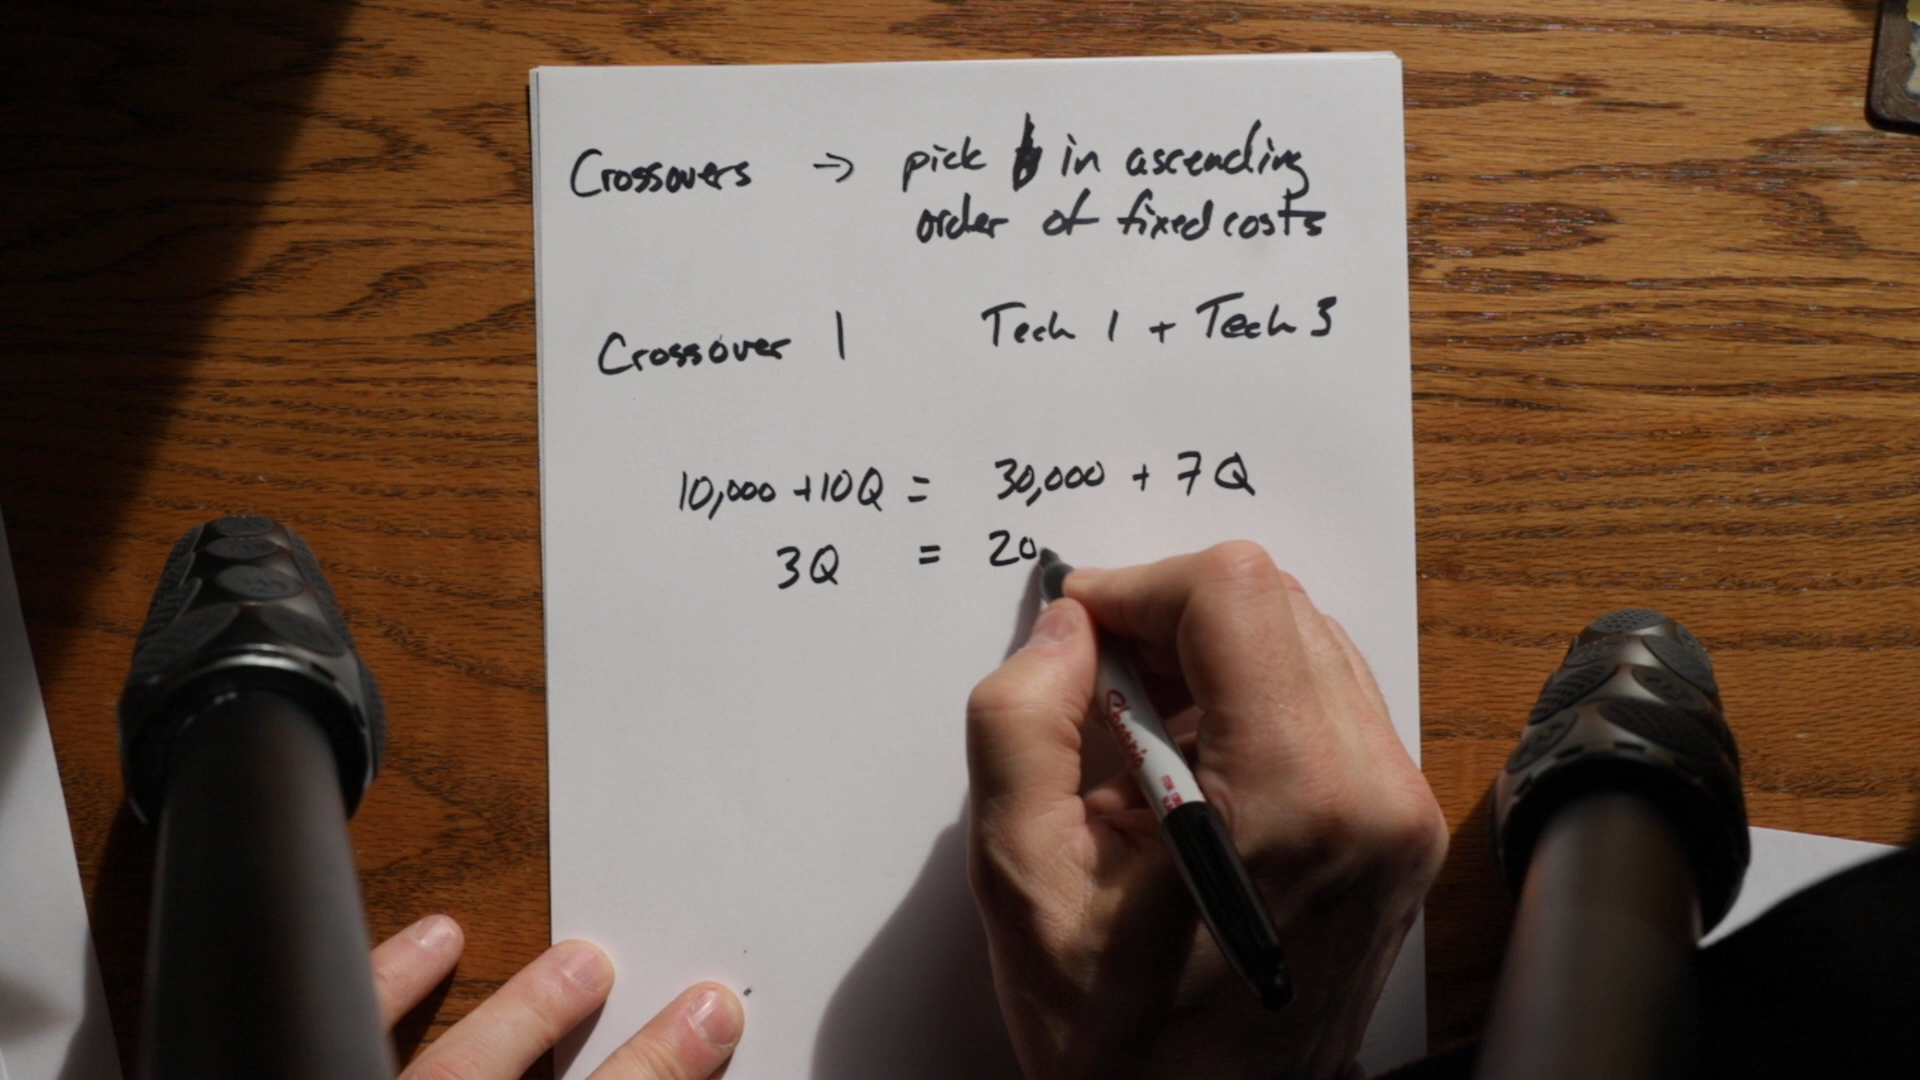 Crossovers → pick in ascending
order of fixed costs
Crossover 1 Tech 1 + Tech 3
10,000 + 10Q = 30,000 + 7Q
3Q = 20